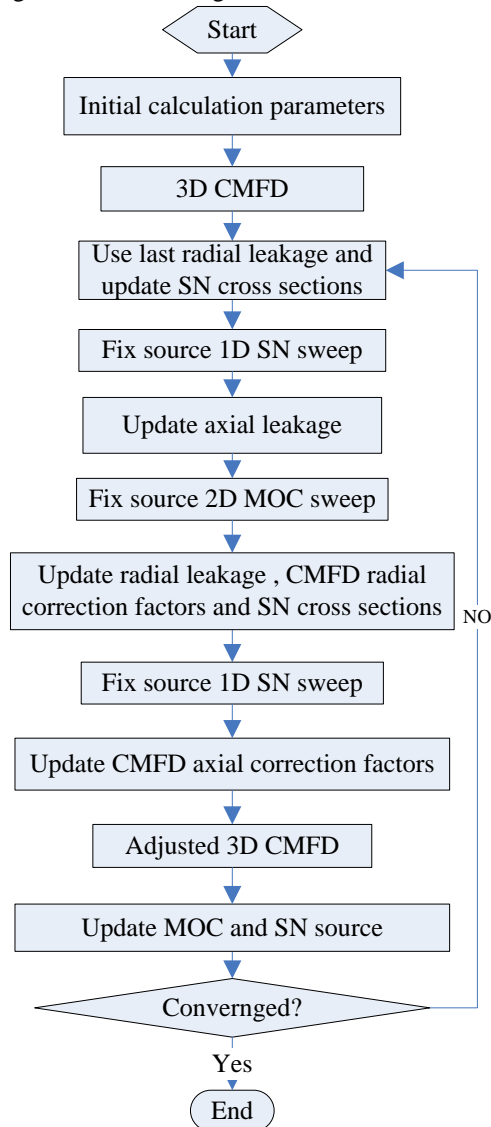 Start
Initial calculation parameters
3D CMFD
Use last radial leakage and
update SN cross sections
Fix source 1D SN sweep
Update axial leakage
Fix source 2D MOC sweep
Update radial leakage , CMFD radial
correction factors and SN cross sections
NO
Fix source 1D SN sweep
Update CMFD axial correction factors
Adjusted 3D CMFD
Update MOC and SN source
Convernged?
Yes
End